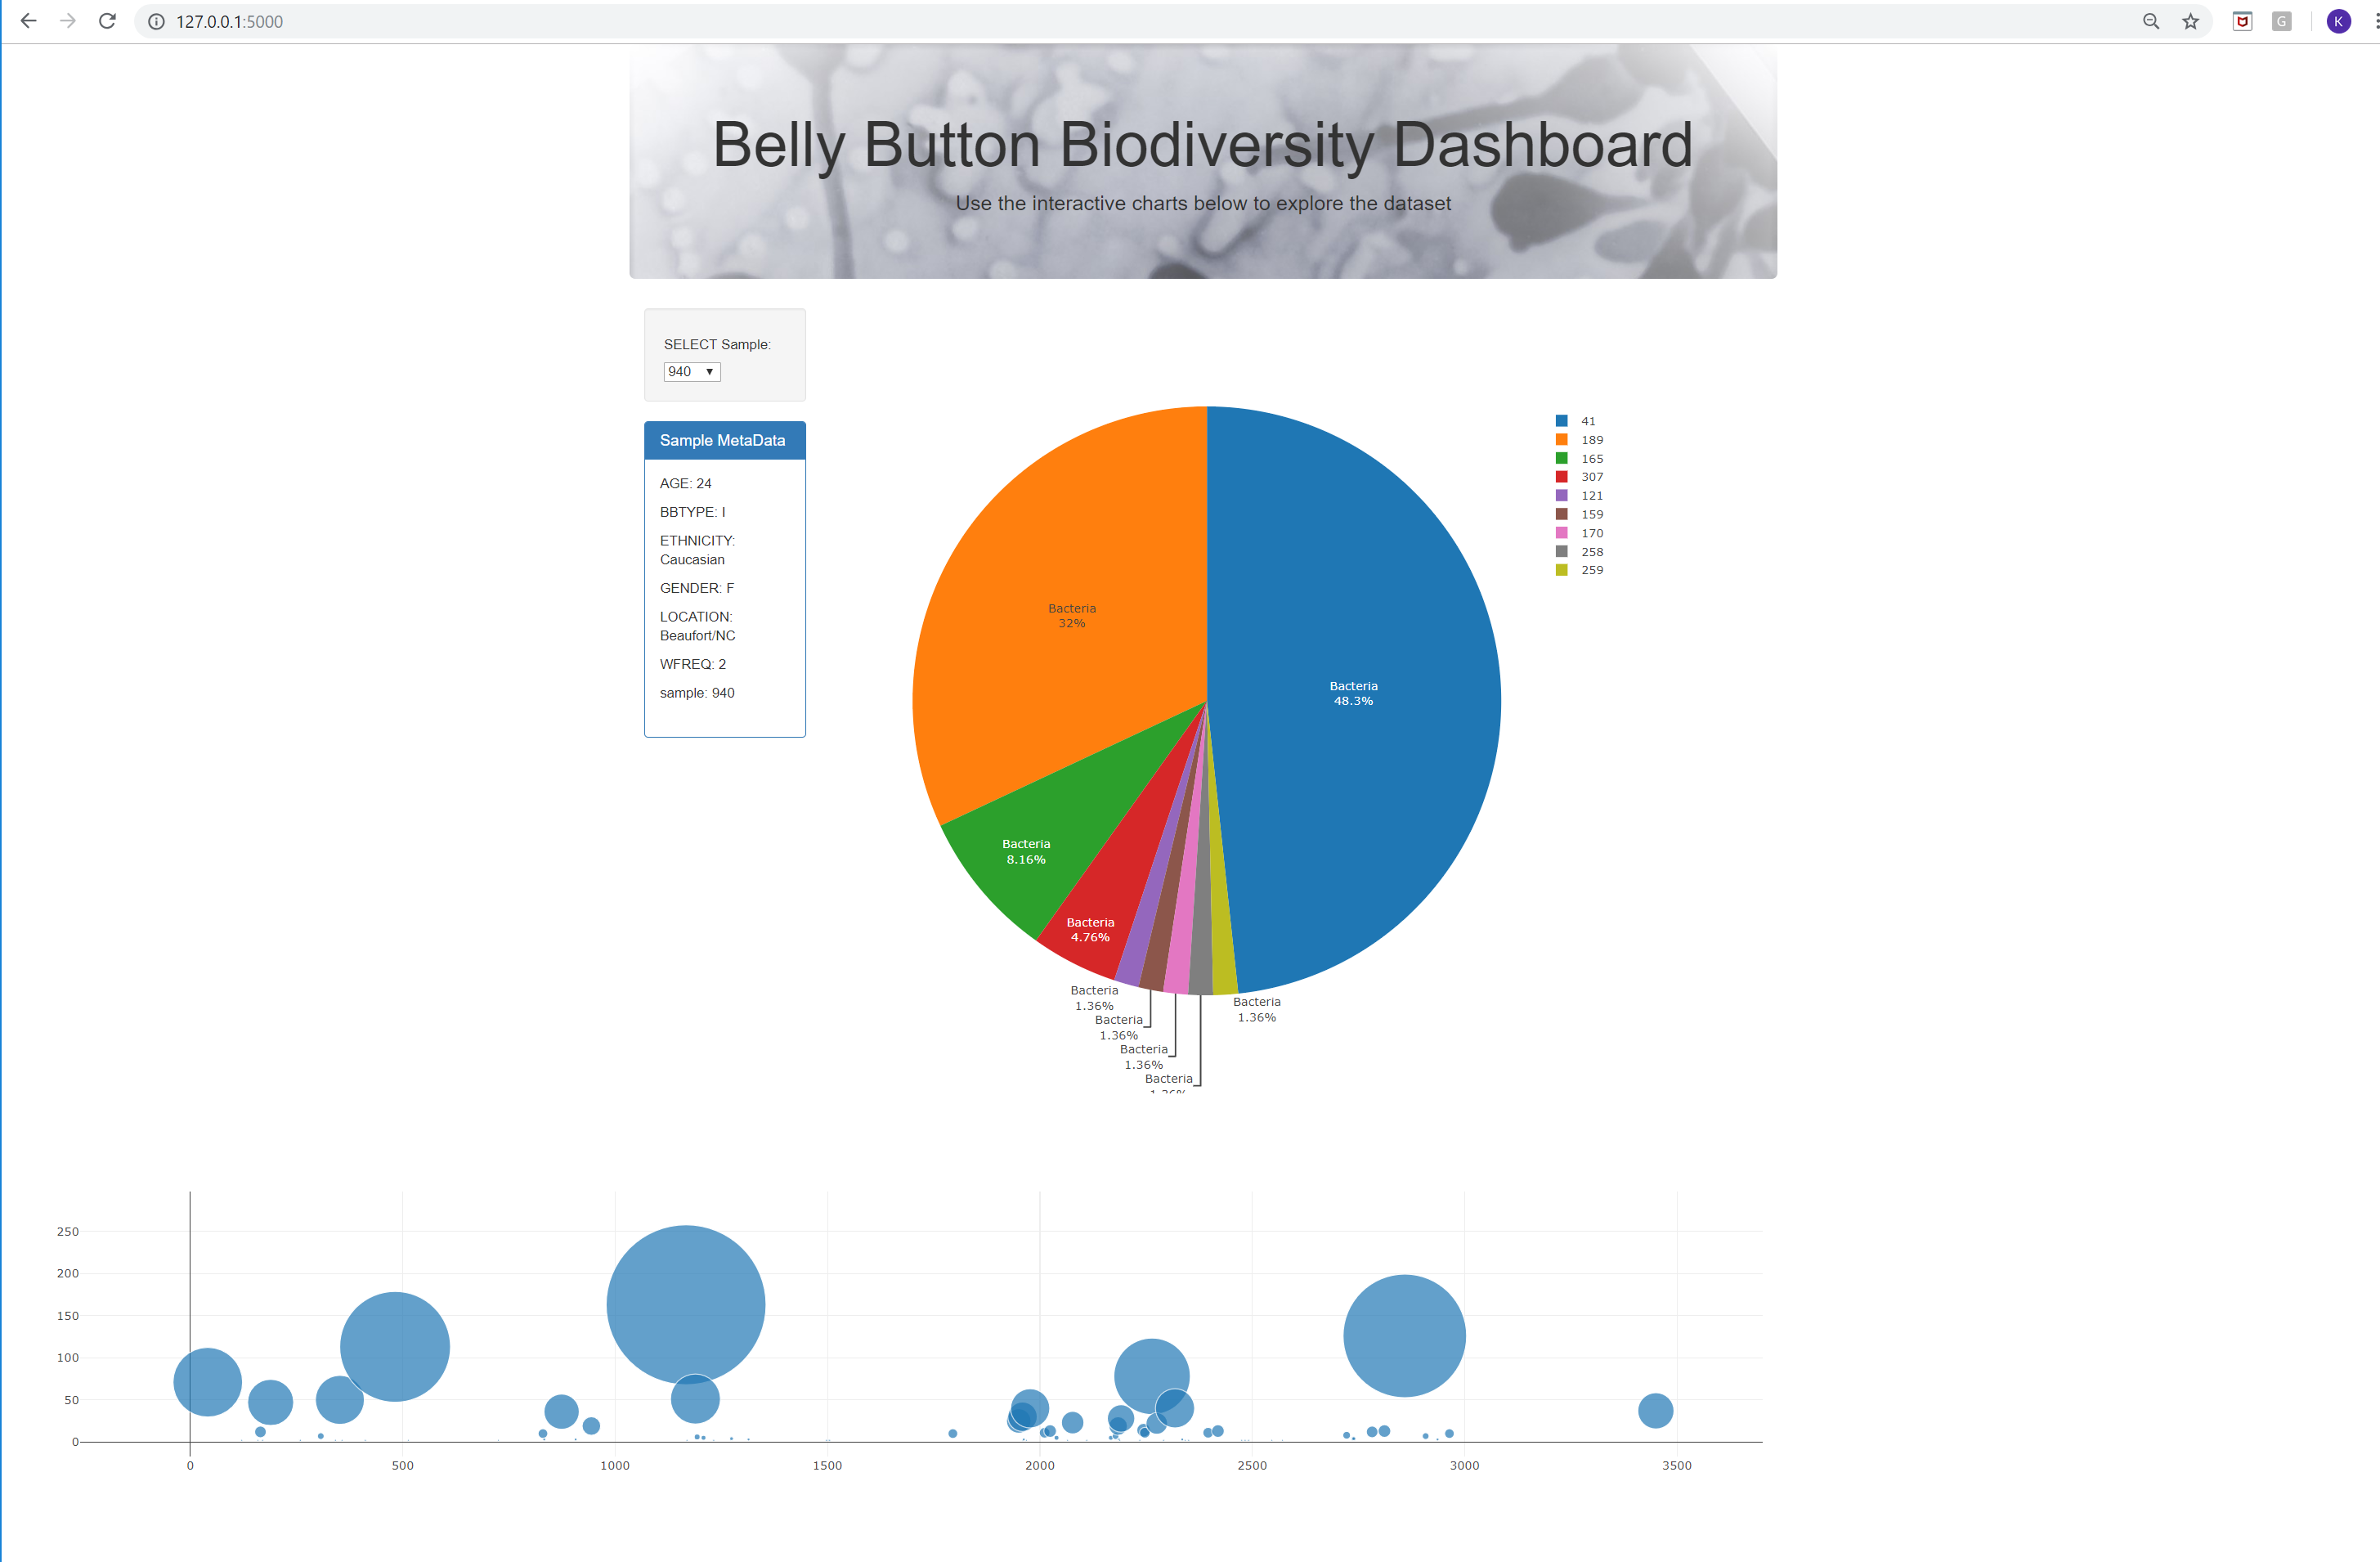 127.0.0.1:5000
G
K
Belly Button Biodiversity Dashboard
Use the interactive charts below to explore the dataset
SELECT Sample:
940
Sample MetaData
AGE: 24
BBTYPE: I
ETHNICITY:
Caucasian
GENDER: F
LOCATION:
Beaufort/NC
WFREQ: 2
sample: 940
41
189
165
307
121
159
170
258
259
Bacteria
32%
Bacteria
48.3%
Bacteria
8.16%
Bacteria
4.76%
Bacteria
1.36%
Bacteria
1.36%
Bacteria
1.36%
Bacteria
Bacteria
1.36%
250
200
150
100
50
0
0 500 1000 1500 2000 2500 3000 3500